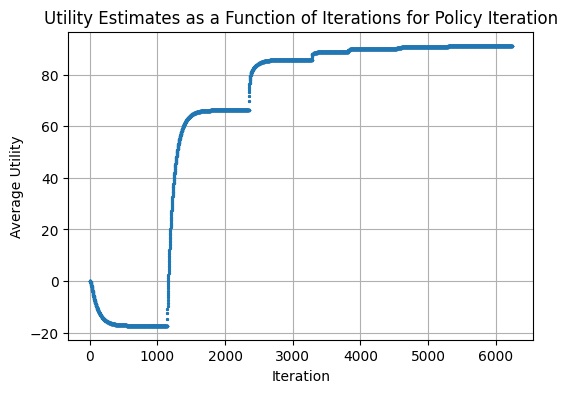 Utility Estimates as a Function of Iterations for Policy Iteration
80
60
40
20
0
−20
Average Utility
0 1000 2000 3000 4000 5000 6000
Iteration